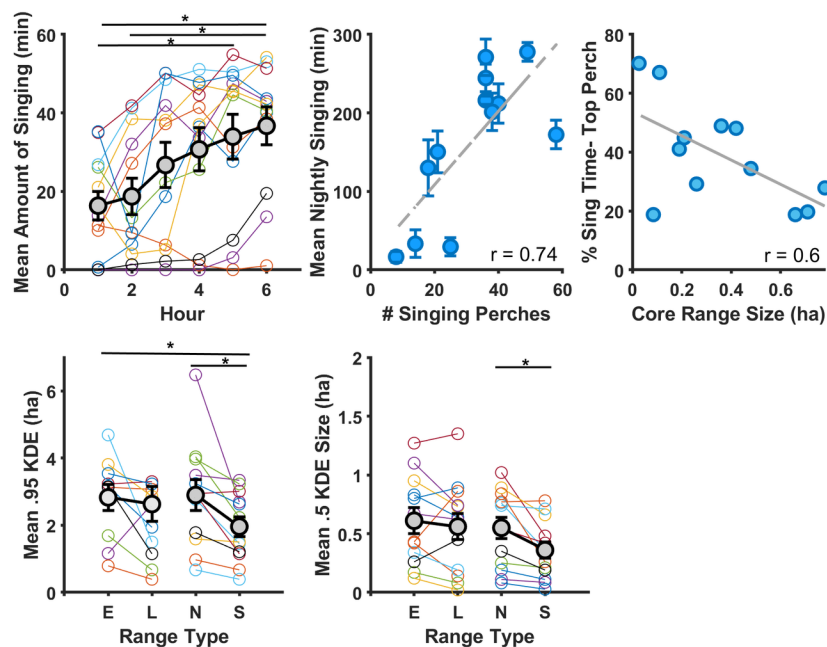 *
*
*
Mean Amount of Singing (min)
60
40
20
0
0
2
4
6
Hour
Mean Nightly Singing (min)
300
200
100
0
0
20
40
60
r = 0.74
# Singing Perches
% Sing Time- Top Perch
80
60
40
20
0
0
0.2
0.4
0.6
r = 0.6
Core Range Size (ha)
*
*
Mean .95 KDE (ha)
6
4
2
0
E
L
N
S
Range Type
*
Mean .5 KDE Size (ha)
2
1.5
1
0.5
0
E
L
N
S
Range Type